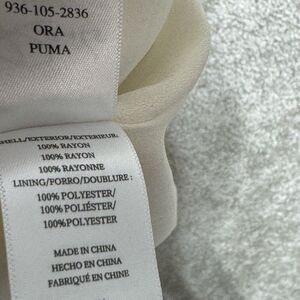 936-105-2836
ORA
PUMA
SHELL/EXTERIOR/EXTERIEUR
100% RAYON
100% RAYON
100% RAYONNE
LINING/FORRO/DOUBLURE :
100% POLYESTER/
100% POLIÉSTER/
100%POLYESTER
MADE IN CHINA
HECHO EN CHINA
FABRIQUÉ EN CHINE